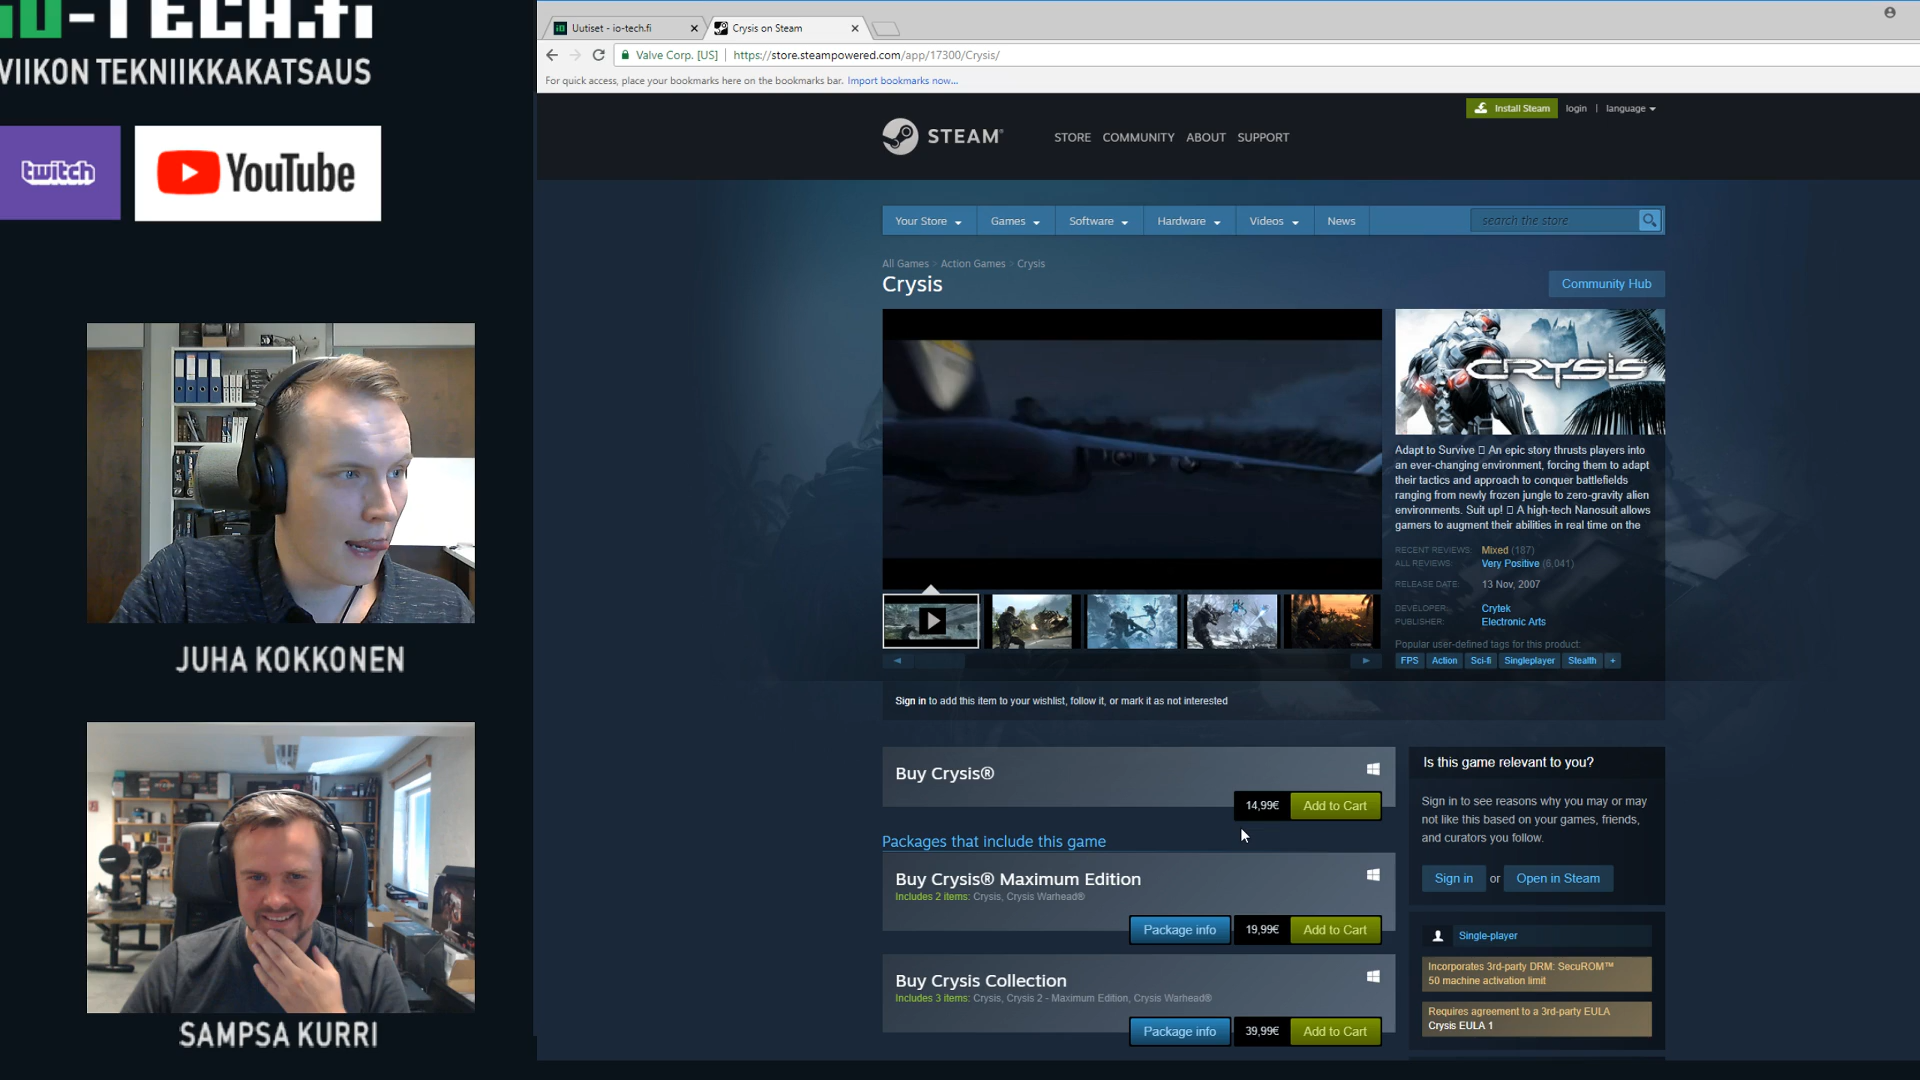 iO-TECH.fi
VIIKON TEKNIIKKAKATSAUS
twitch
YouTube
JUHA KOKKONEN
SAMPSA KURRI
Uutiset - io-tech.fi
Crysis on Steam
Valve Corp. [US]
https://store.steampowered.com/app/17300/Crysis/
For quick access, place your bookmarks here on the bookmarks bar. Import bookmarks now...
Install Steam
login
language
STEAM
STORE
COMMUNITY
ABOUT
SUPPORT
Your Store
Games
Software
Hardware
Videos
News
search the store
All Games > Action Games > Crysis
Crysis
Community Hub
CRYSIS
Adapt to Survive  An epic story thrusts players into
an ever-changing environment, forcing them to adapt
their tactics and approach to conquer battlefields
ranging from newly frozen jungle to zero-gravity alien
environments. Suit up!  A high-tech Nanosuit allows
gamers to augment their abilities in real time on the
RECENT REVIEWS: Mixed (187)
ALL REVIEWS: Very Positive (6,041)
RELEASE DATE: 13 Nov, 2007
DEVELOPER: Crytek
PUBLISHER: Electronic Arts
Popular user-defined tags for this product:
FPS
Action
Sci-fi
Singleplayer
Stealth
+
Sign in to add this item to your wishlist, follow it, or mark it as not interested
Buy Crysis®
14,99€
Add to Cart
Packages that include this game
Buy Crysis® Maximum Edition
Includes 2 items: Crysis, Crysis Warhead®
Package info
19,99€
Add to Cart
Buy Crysis Collection
Includes 3 items: Crysis, Crysis 2 - Maximum Edition, Crysis Warhead®
Package info
39,99€
Add to Cart
Is this game relevant to you?
Sign in to see reasons why you may or may
not like this based on your games, friends,
and curators you follow.
Sign in
or
Open in Steam
Single-player
Incorporates 3rd-party DRM: SecuROM™
50 machine activation limit
Requires agreement to a 3rd-party EULA
Crysis EULA 1